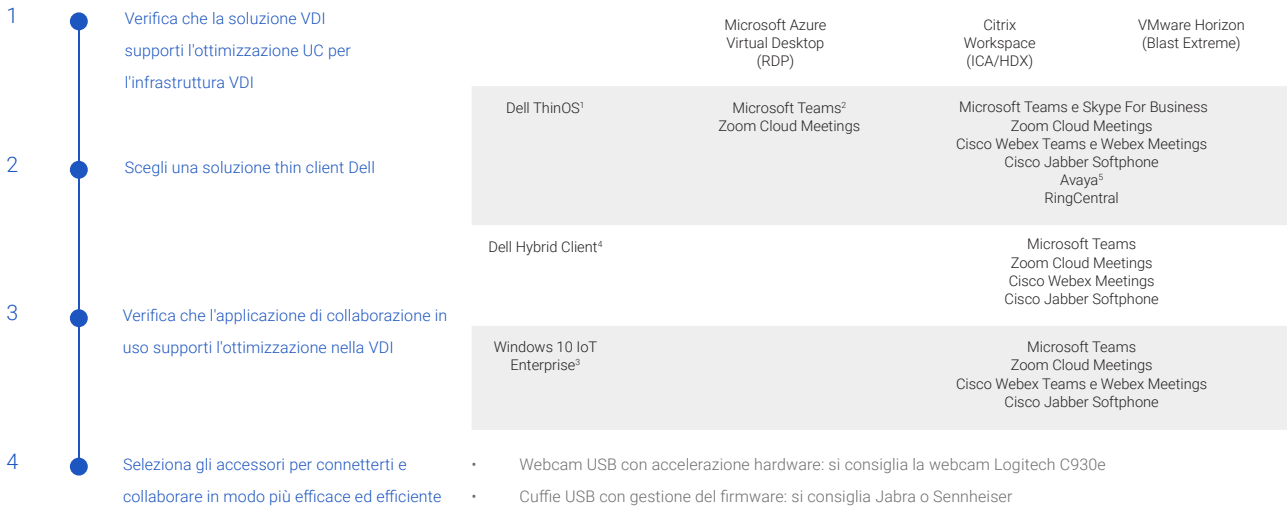 1
Verifica che la soluzione VDI
supporti l'ottimizzazione UC per
l'infrastruttura VDI
2
Scegli una soluzione thin client Dell
3
Verifica che l'applicazione di collaborazione in
uso supporti l'ottimizzazione nella VDI
4
Seleziona gli accessori per connetterti e
collaborare in modo più efficace ed efficiente
Microsoft Azure
Virtual Desktop
(RDP)
Citrix
Workspace
(ICA/HDX)
VMware Horizon
(Blast Extreme)
Dell ThinOS¹
Microsoft Teams²
Zoom Cloud Meetings
Microsoft Teams e Skype For Business
Zoom Cloud Meetings
Cisco Webex Teams e Webex Meetings
Cisco Jabber Softphone
Avaya⁵
RingCentral
Dell Hybrid Client⁴
Microsoft Teams
Zoom Cloud Meetings
Cisco Webex Meetings
Cisco Jabber Softphone
Windows 10 IoT
Enterprise³
Microsoft Teams
Zoom Cloud Meetings
Cisco Webex Teams e Webex Meetings
Cisco Jabber Softphone
• Webcam USB con accelerazione hardware: si consiglia la webcam Logitech C930e
• Cuffie USB con gestione del firmware: si consiglia Jabra o Sennheiser